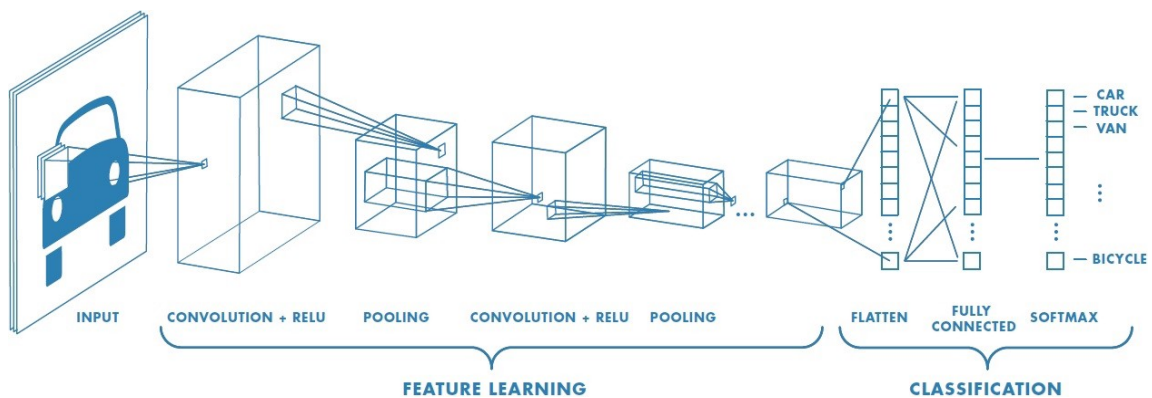 CAR
TRUCK
VAN
BICYCLE
INPUT
CONVOLUTION + RELU
POOLING
CONVOLUTION + RELU
POOLING
FLATTEN
FULLY
CONNECTED
SOFTMAX
FEATURE LEARNING
CLASSIFICATION